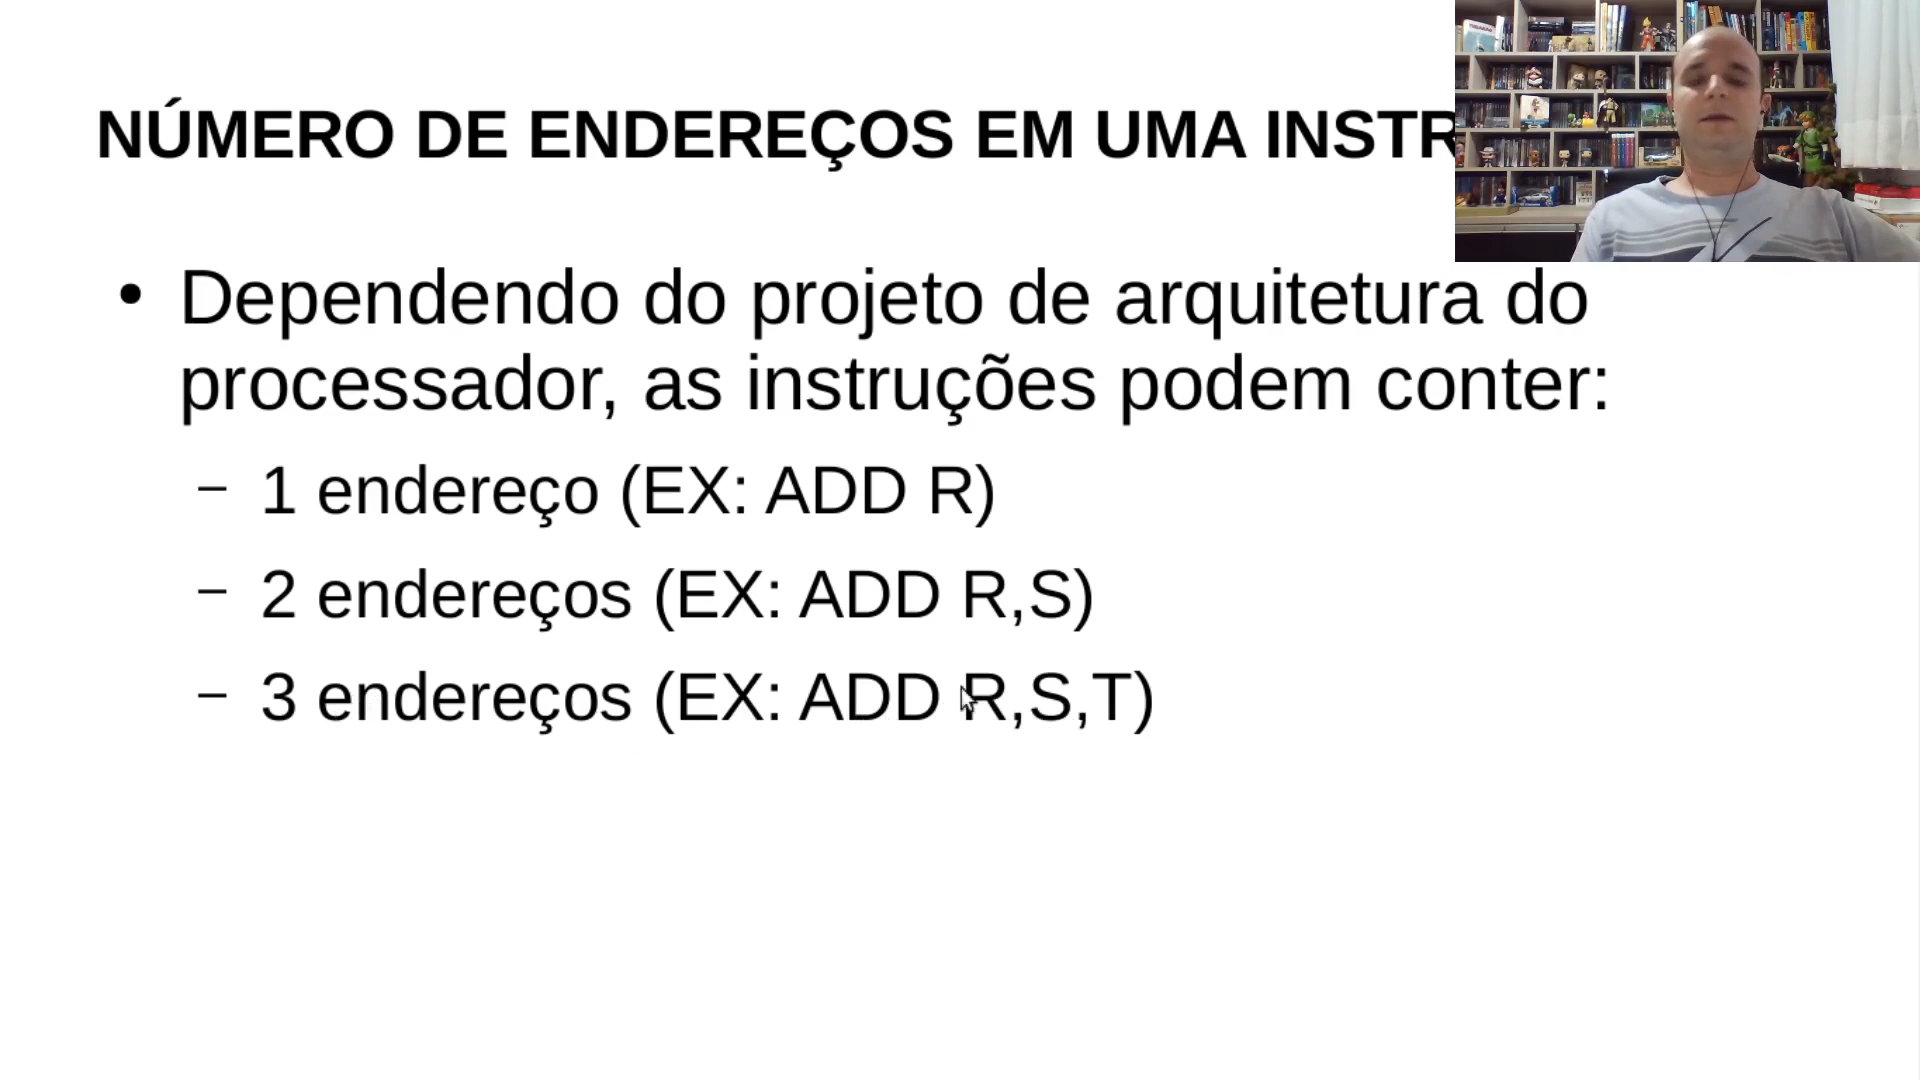 NÚMERO DE ENDEREÇOS EM UMA INSTR
• Dependendo do projeto de arquitetura do
processador, as instruções podem conter:
– 1 endereço (EX: ADD R)
– 2 endereços (EX: ADD R,S)
– 3 endereços (EX: ADD R,S,T)